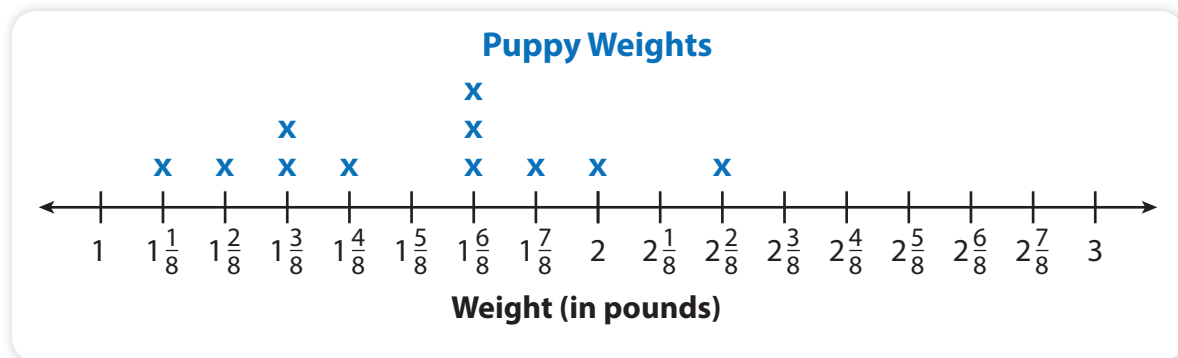 Puppy Weights
x
x x
x x x x x x x x
1 1 1/8 1 2/8 1 3/8 1 4/8 1 5/8 1 6/8 1 7/8 2 2 1/8 2 2/8 2 3/8 2 4/8 2 5/8 2 6/8 2 7/8 3
Weight (in pounds)